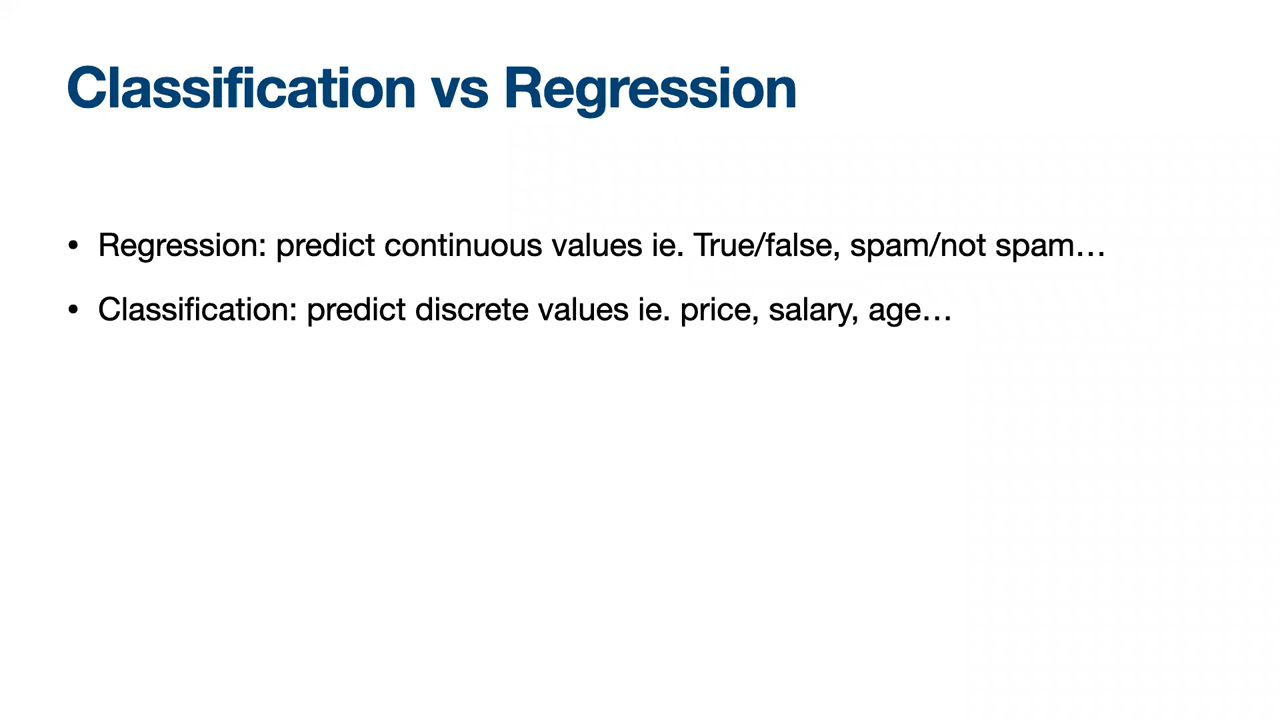 Classification vs Regression
• Regression: predict continuous values ie. True/false, spam/not spam…
• Classification: predict discrete values ie. price, salary, age…